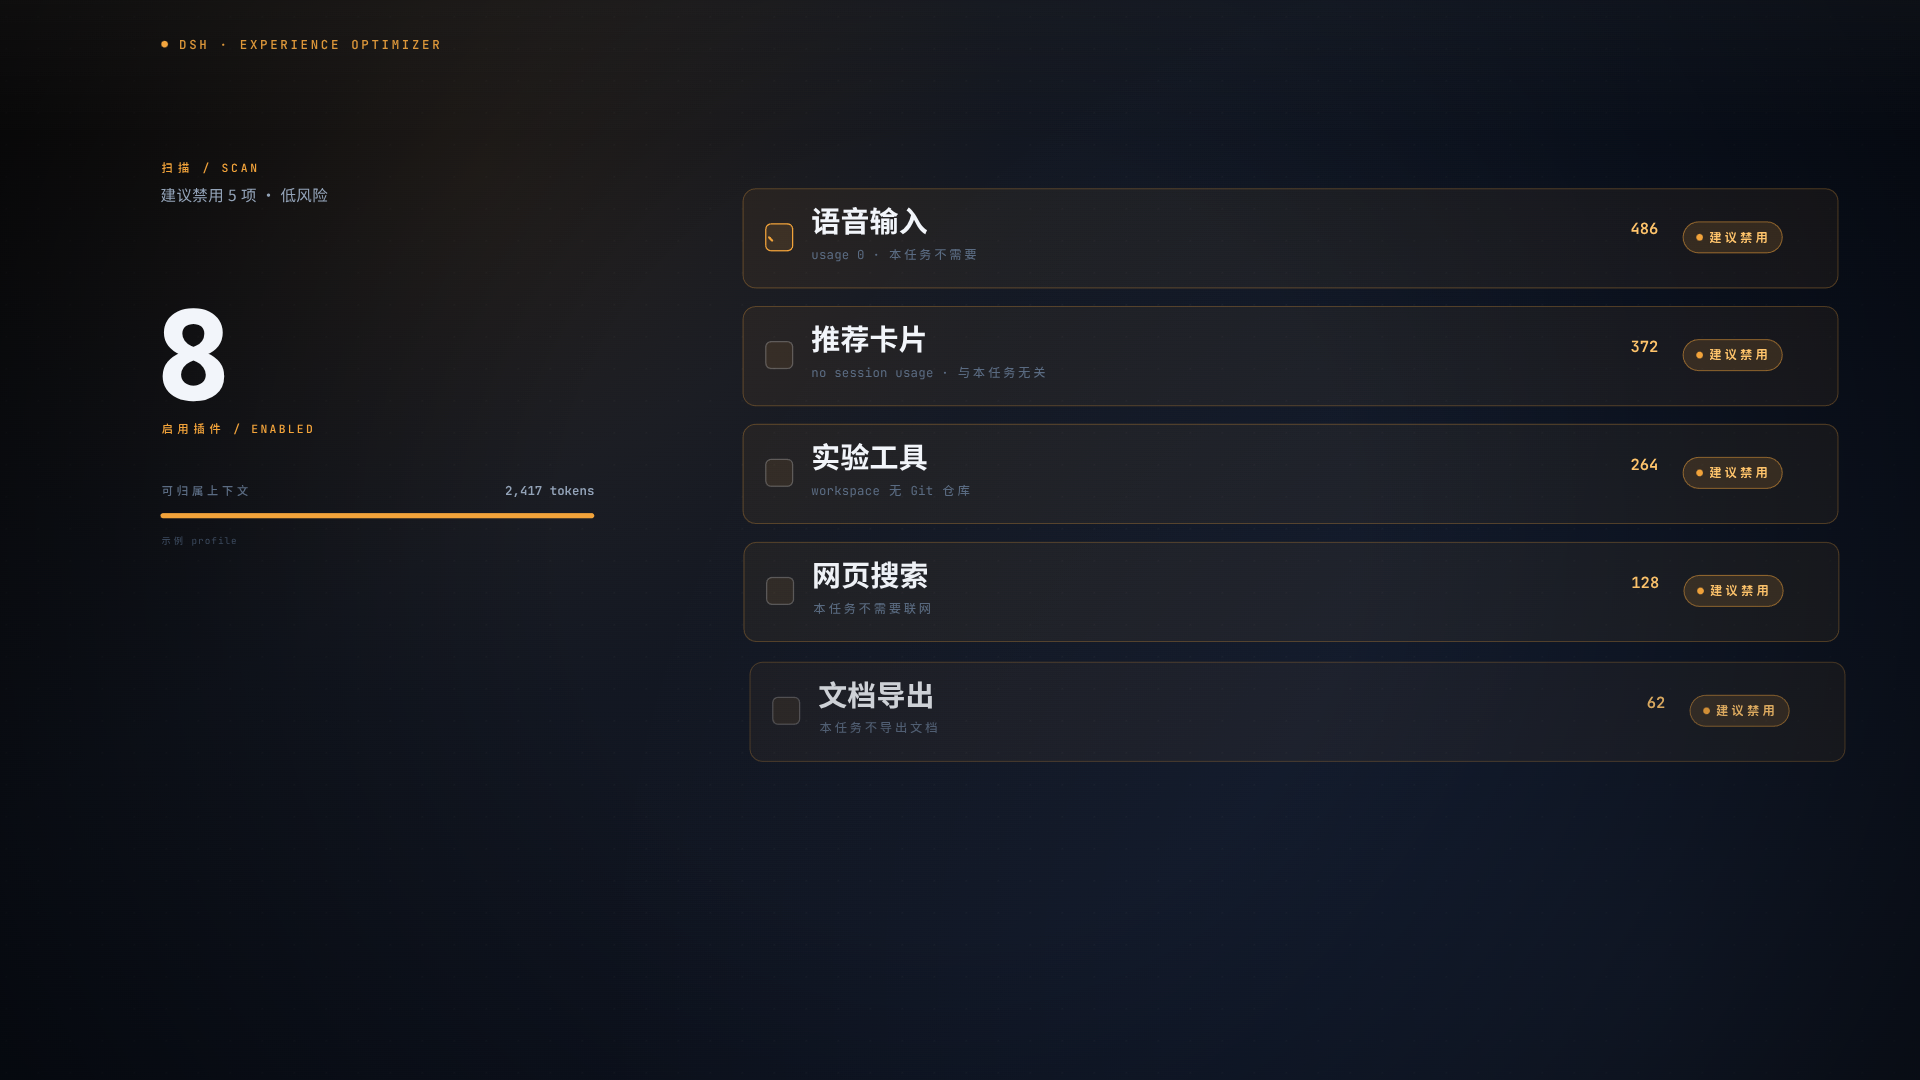 DSH · EXPERIENCE OPTIMIZER
扫描 / SCAN
建议禁用 5 项 · 低风险
8
启用插件 / ENABLED
可归属上下文 2,417 tokens
示例 profile
语音输入
usage 0 · 本任务不需要
486
建议禁用
推荐卡片
no session usage · 与本任务无关
372
建议禁用
实验工具
workspace 无 Git 仓库
264
建议禁用
网页搜索
本任务不需要联网
128
建议禁用
文档导出
本任务不导出文档
62
建议禁用